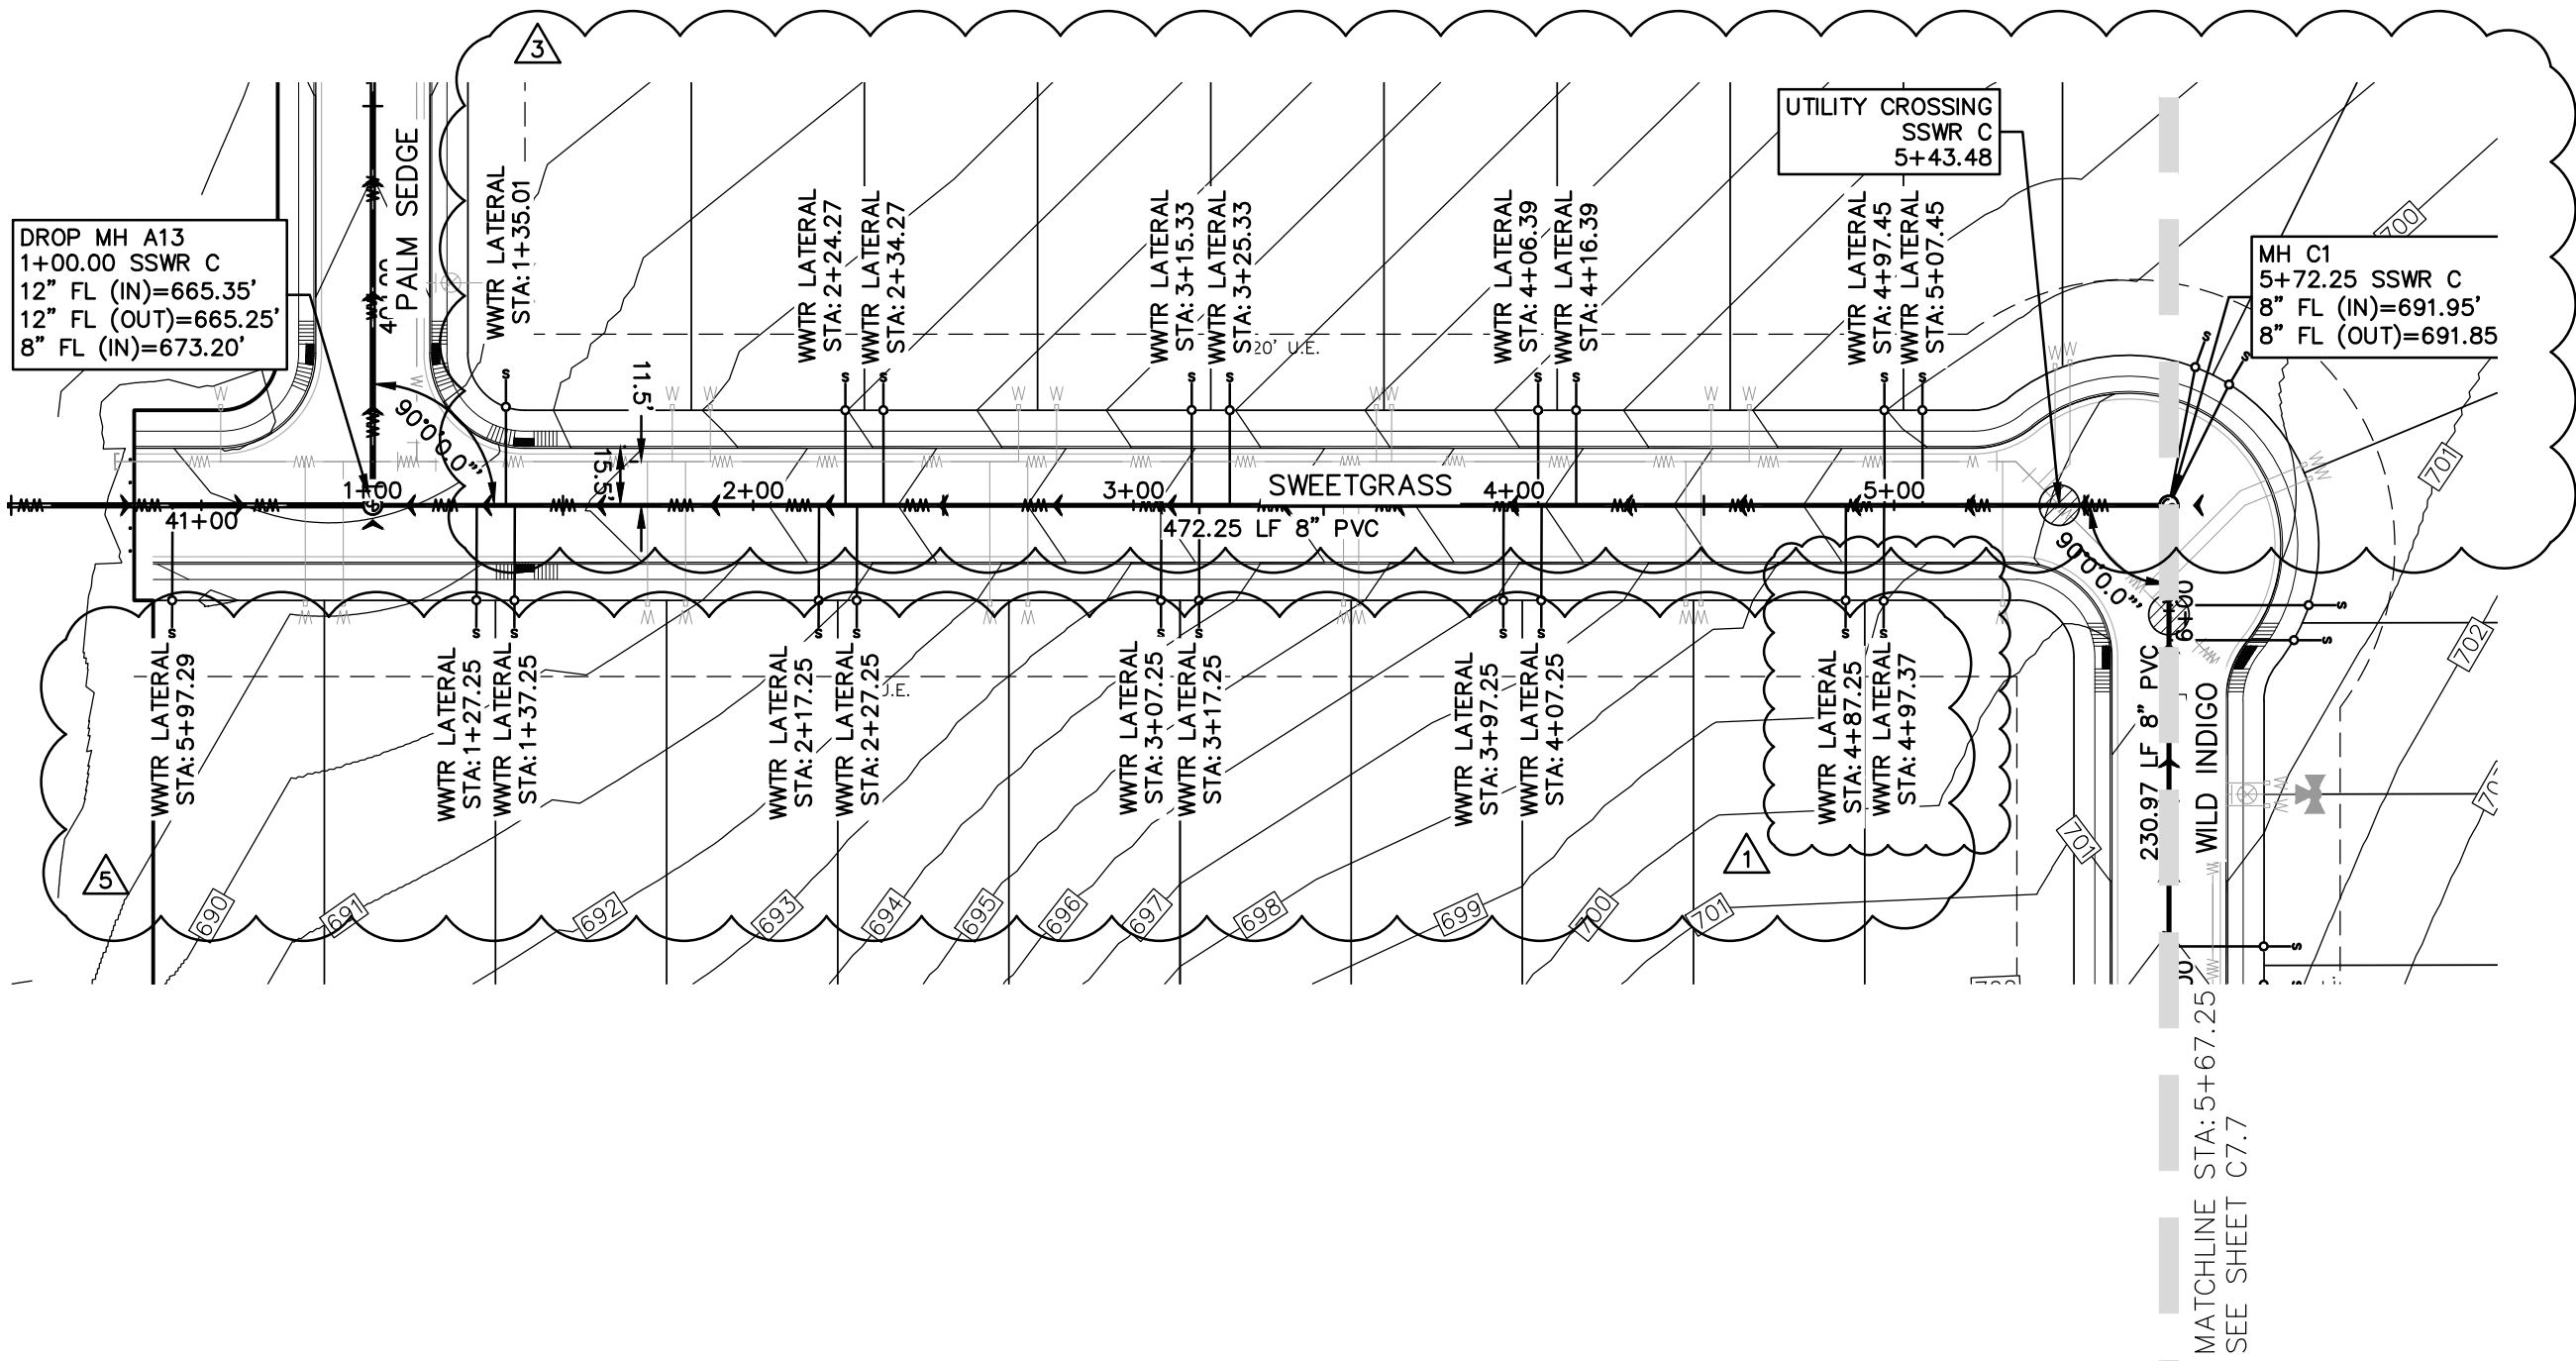 3
PALM SEDGE
DROP MH A13
1+00.00 SSWR C
12" FL (IN)=665.35'
12" FL (OUT)=665.25'
8" FL (IN)=673.20'
WWTR LATERAL
STA:1+35.01
WWTR LATERAL
STA:2+24.27
WWTR LATERAL
STA:2+34.27
WWTR LATERAL
STA:3+15.33
WWTR LATERAL
STA:3+25.33
WWTR LATERAL
STA:4+06.39
WWTR LATERAL
STA:4+16.39
WWTR LATERAL
STA:4+97.45
WWTR LATERAL
STA:5+07.45
UTILITY CROSSING
SSWR C
5+43.48
MH C1
5+72.25 SSWR C
8" FL (IN)=691.95'
8" FL (OUT)=691.85
700
20' U.E.
11.5'
15.5'
90°0'0.0"
701
41+00
1+00
2+00
3+00
SWEETGRASS
4+00
5+00
472.25 LF 8" PVC
90°0'0.0"
WWTR LATERAL
STA:5+97.29
WWTR LATERAL
STA:1+27.25
WWTR LATERAL
STA:1+37.25
WWTR LATERAL
STA:2+17.25
WWTR LATERAL
STA:2+27.25
U.E.
WWTR LATERAL
STA:3+07.25
WWTR LATERAL
STA:3+17.25
WWTR LATERAL
STA:3+97.25
WWTR LATERAL
STA:4+07.25
WWTR LATERAL
STA:4+87.25
WWTR LATERAL
STA:4+97.37
6+00
230.97 LF 8" PVC
WILD INDIGO
702
701
5
1
690
691
692
693
694
695
696
697
698
699
700
701
MATCHLINE STA:5+67.25
SEE SHEET C7.7